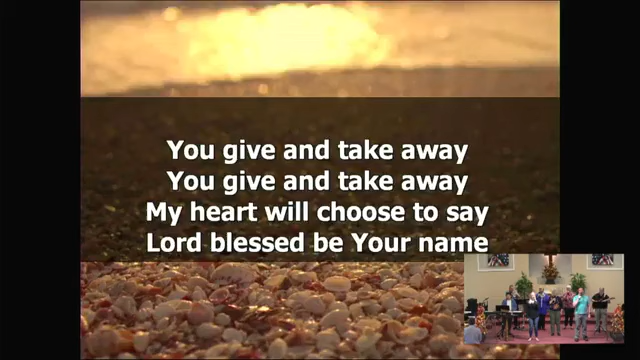 You give and take away
You give and take away
My heart will choose to say
Lord blessed be Your name